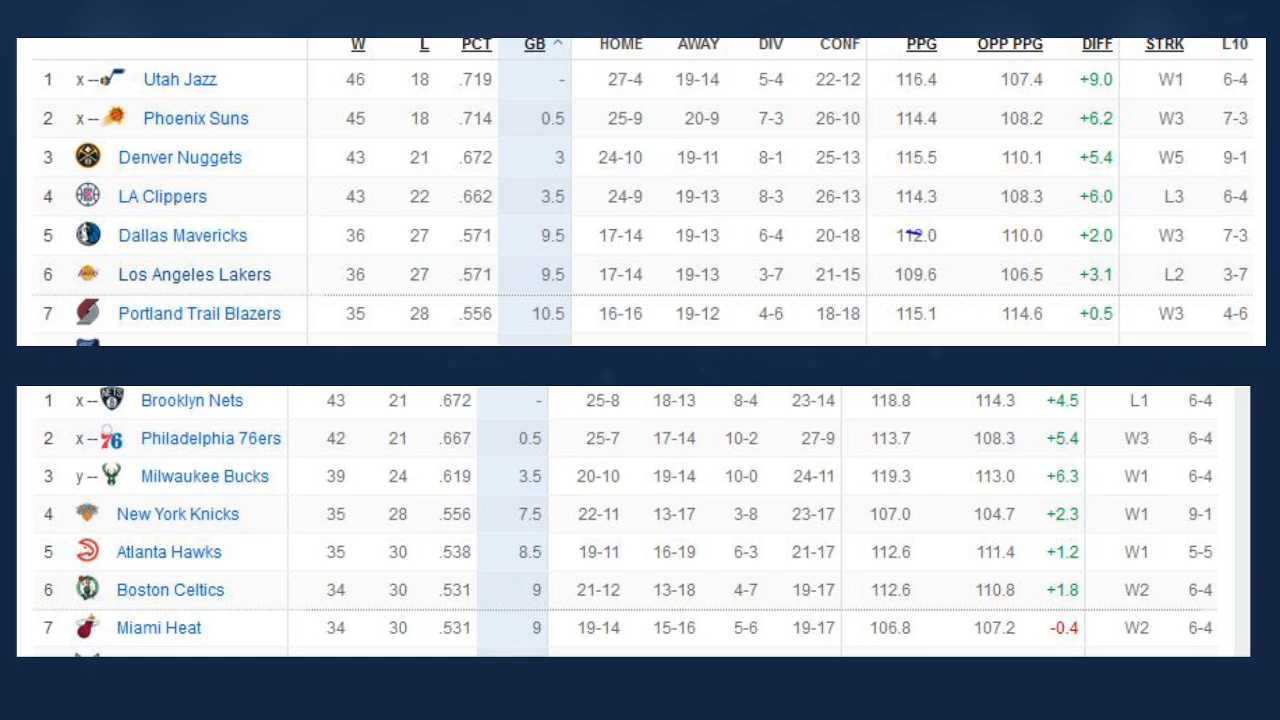 W L PCT GB ^ HOME AWAY DIV CONF PPG OPP PPG DIFF STRK L10
1 x -- Utah Jazz 46 18 .719 - 27-4 19-14 5-4 22-12 116.4 107.4 +9.0 W1 6-4
2 x -- Phoenix Suns 45 18 .714 0.5 25-9 20-9 7-3 26-10 114.4 108.2 +6.2 W3 7-3
3 Denver Nuggets 43 21 .672 3 24-10 19-11 8-1 25-13 115.5 110.1 +5.4 W5 9-1
4 LA Clippers 43 22 .662 3.5 24-9 19-13 8-3 26-13 114.3 108.3 +6.0 L3 6-4
5 Dallas Mavericks 36 27 .571 9.5 17-14 19-13 6-4 20-18 112.0 110.0 +2.0 W3 7-3
6 Los Angeles Lakers 36 27 .571 9.5 17-14 19-13 3-7 21-15 109.6 106.5 +3.1 L2 3-7
7 Portland Trail Blazers 35 28 .556 10.5 16-16 19-12 4-6 18-18 115.1 114.6 +0.5 W3 4-6
1 x -- NETS B Brooklyn Nets 43 21 .672 - 25-8 18-13 8-4 23-14 118.8 114.3 +4.5 L1 6-4
2 x -- 76 Philadelphia 76ers 42 21 .667 0.5 25-7 17-14 10-2 27-9 113.7 108.3 +5.4 W3 6-4
3 y -- Milwaukee Bucks 39 24 .619 3.5 20-10 19-14 10-0 24-11 119.3 113.0 +6.3 W1 6-4
4 New York Knicks 35 28 .556 7.5 22-11 13-17 3-8 23-17 107.0 104.7 +2.3 W1 9-1
5 Atlanta Hawks 35 30 .538 8.5 19-11 16-19 6-3 21-17 112.6 111.4 +1.2 W1 5-5
6 Boston Celtics 34 30 .531 9 21-12 13-18 4-7 19-17 112.6 110.8 +1.8 W2 6-4
7 Miami Heat 34 30 .531 9 19-14 15-16 5-6 19-17 106.8 107.2 -0.4 W2 6-4